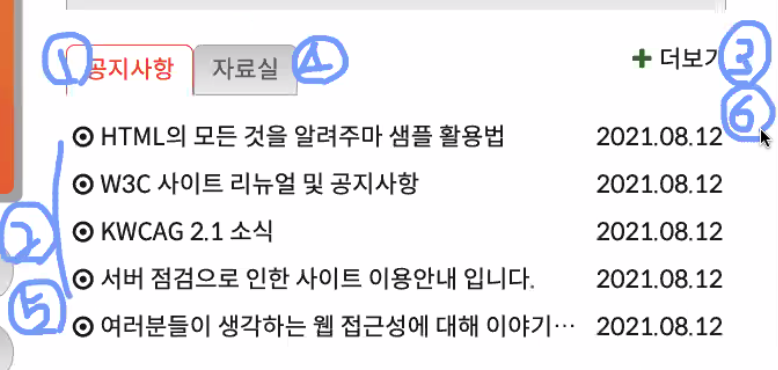 ① 공지사항 자료실 ④ + 더보기 ③
⑥
HTML의 모든 것을 알려주마 샘플 활용법 2021.08.12
W3C 사이트 리뉴얼 및 공지사항 2021.08.12
② KWCAG 2.1 소식 2021.08.12
서버 점검으로 인한 사이트 이용안내 입니다. 2021.08.12
⑤ 여러분들이 생각하는 웹 접근성에 대해 이야기… 2021.08.12